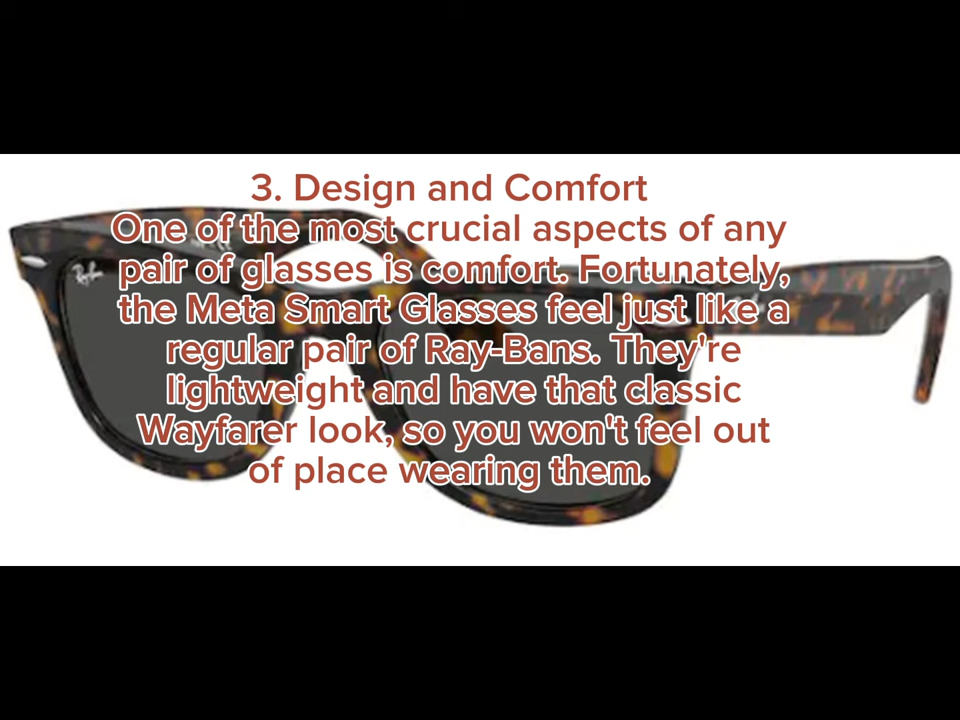 3. Design and Comfort
One of the most crucial aspects of any
pair of glasses is comfort. Fortunately,
the Meta Smart Glasses feel just like a
regular pair of Ray-Bans. They're
lightweight and have that classic
Wayfarer look, so you won't feel out
of place wearing them.
Ray-Ban